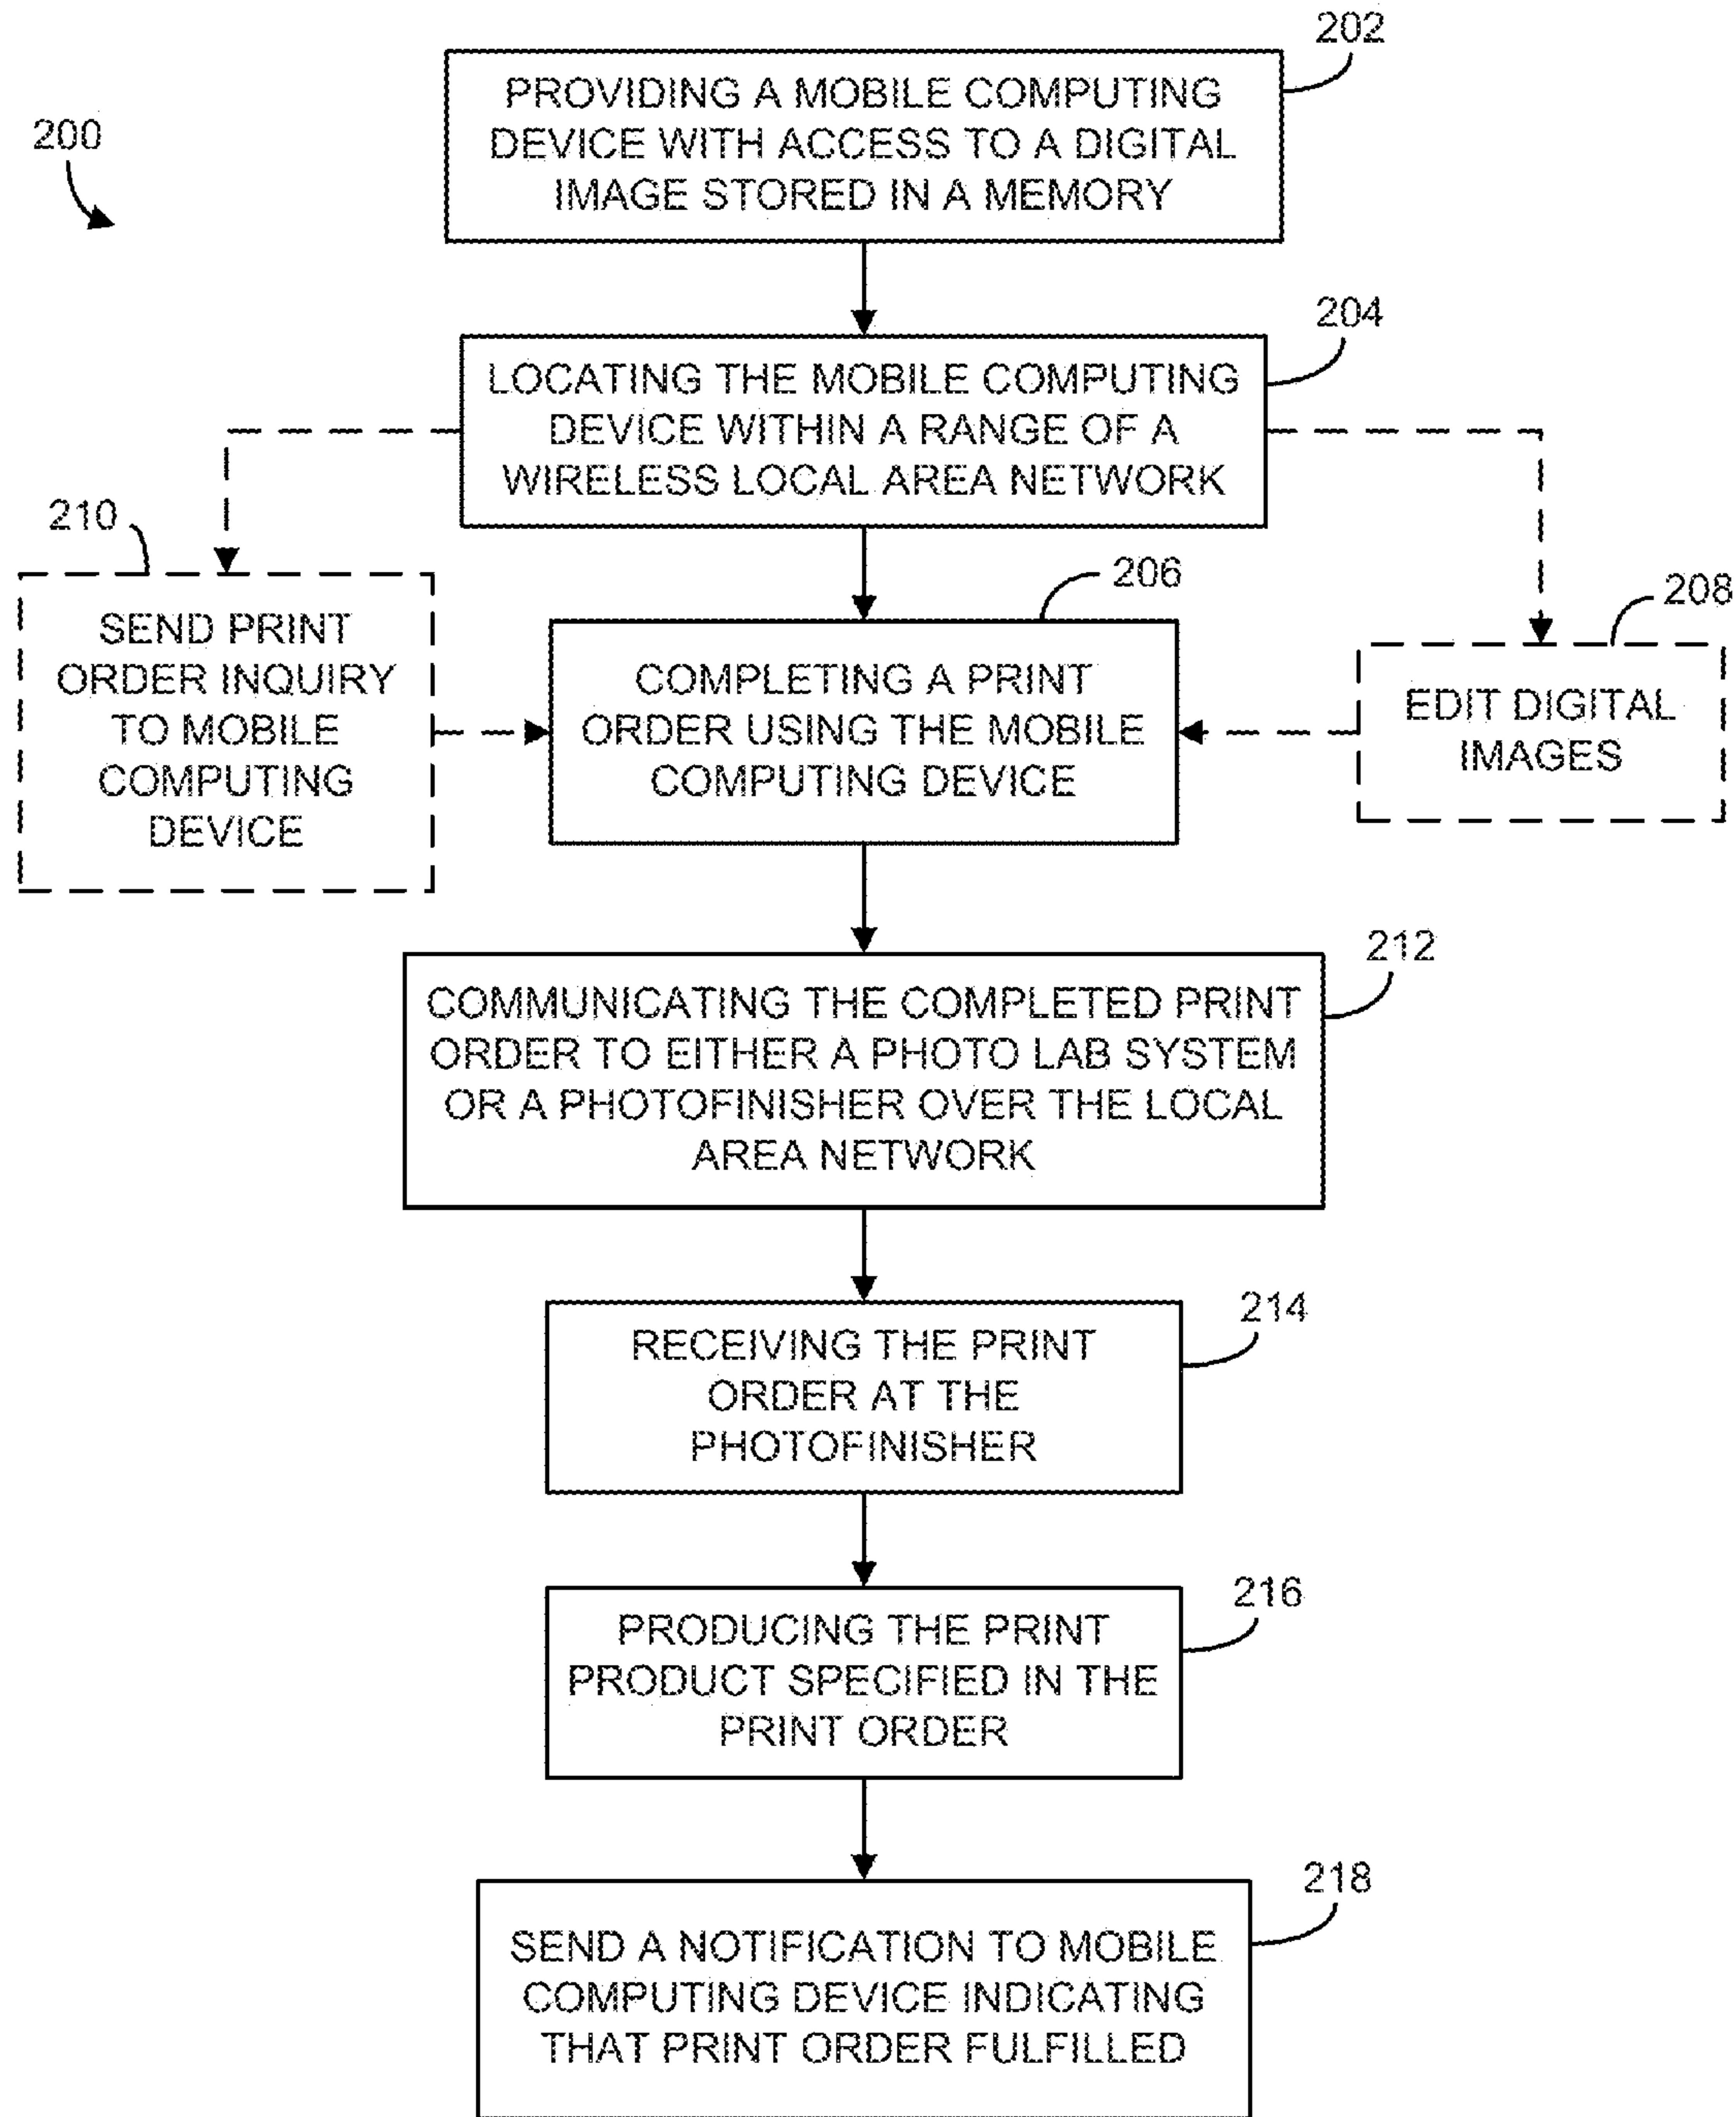 202
PROVIDING A MOBILE COMPUTING
DEVICE WITH ACCESS TO A DIGITAL
IMAGE STORED IN A MEMORY
200
204
LOCATING THE MOBILE COMPUTING
DEVICE WITHIN A RANGE OF A
WIRELESS LOCAL AREA NETWORK
210
SEND PRINT
ORDER INQUIRY
TO MOBILE
COMPUTING
DEVICE
206
COMPLETING A PRINT
ORDER USING THE MOBILE
COMPUTING DEVICE
208
EDIT DIGITAL
IMAGES
212
COMMUNICATING THE COMPLETED PRINT
ORDER TO EITHER A PHOTO LAB SYSTEM
OR A PHOTOFINISHER OVER THE LOCAL
AREA NETWORK
214
RECEIVING THE PRINT
ORDER AT THE
PHOTOFINISHER
216
PRODUCING THE PRINT
PRODUCT SPECIFIED IN THE
PRINT ORDER
218
SEND A NOTIFICATION TO MOBILE
COMPUTING DEVICE INDICATING
THAT PRINT ORDER FULFILLED